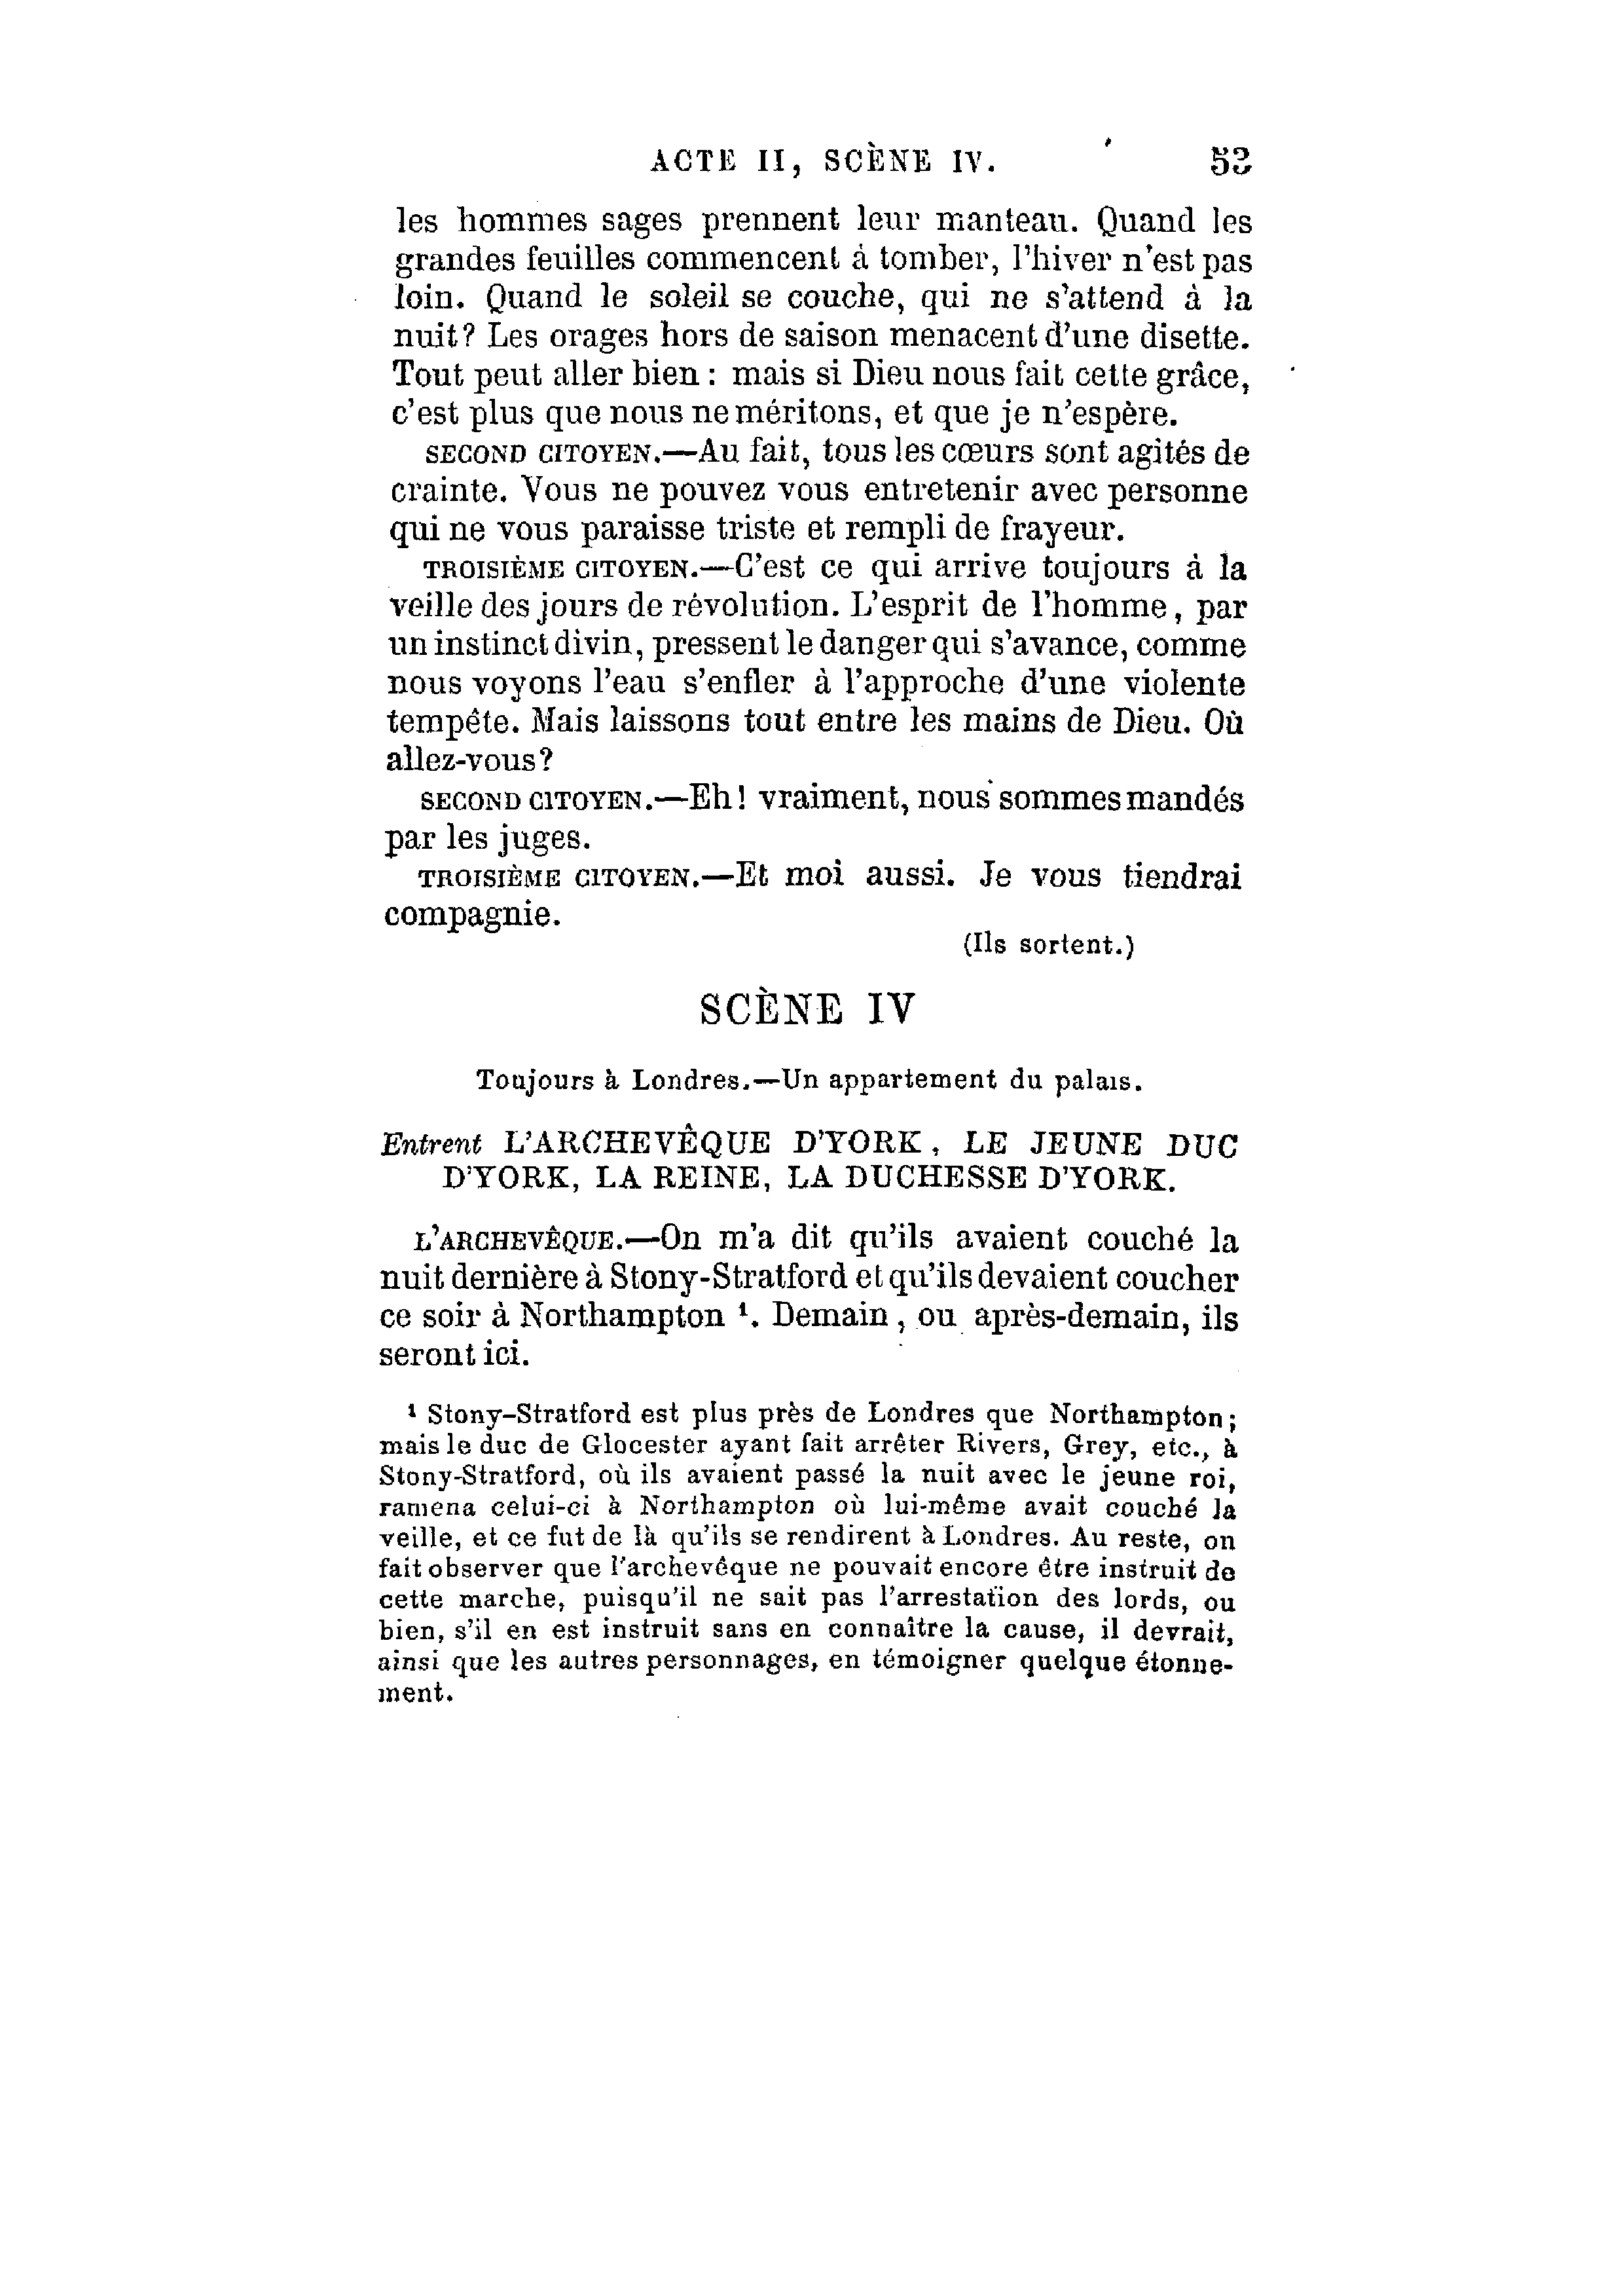 ACTE II, SCÈNE IV. 53
les hommes sages prennent leur manteau. Quand les
grandes feuilles commencent à tomber, l'hiver n'est pas
loin. Quand le soleil se couche, qui ne s'attend à la
nuit? Les orages hors de saison menacent d'une disette.
Tout peut aller bien : mais si Dieu nous fait cette grâce,
c'est plus que nous ne méritons, et que je n'espère.
SECOND CITOYEN.—Au fait, tous les cœurs sont agités de
crainte. Vous ne pouvez vous entretenir avec personne
qui ne vous paraisse triste et rempli de frayeur.
TROISIÈME CITOYEN.—C'est ce qui arrive toujours à la
veille des jours de révolution. L'esprit de l'homme, par
un instinct divin, pressent le danger qui s'avance, comme
nous voyons l'eau s'enfler à l'approche d'une violente
tempête. Mais laissons tout entre les mains de Dieu. Où
allez-vous?
SECOND CITOYEN.—Eh! vraiment, nous sommes mandés
par les juges.
TROISIÈME CITOYEN.—Et moi aussi. Je vous tiendrai
compagnie.
(Ils sortent.)
SCÈNE IV
Toujours à Londres.—Un appartement du palais.
Entrent L'ARCHEVÊQUE D'YORK, LE JEUNE DUC
D'YORK, LA REINE, LA DUCHESSE D'YORK.
L'ARCHEVÊQUE.—On m'a dit qu'ils avaient couché la
nuit dernière à Stony-Stratford et qu'ils devaient coucher
ce soir à Northampton ¹. Demain, ou après-demain, ils
seront ici.
¹ Stony-Stratford est plus près de Londres que Northampton;
mais le duc de Glocester ayant fait arrêter Rivers, Grey, etc., à
Stony-Stratford, où ils avaient passé la nuit avec le jeune roi,
ramena celui-ci à Northampton où lui-même avait couché la
veille, et ce fut de là qu'ils se rendirent à Londres. Au reste, on
fait observer que l'archevêque ne pouvait encore être instruit de
cette marche, puisqu'il ne sait pas l'arrestation des lords, ou
bien, s'il en est instruit sans en connaître la cause, il devrait,
ainsi que les autres personnages, en témoigner quelque étonne-
ment.